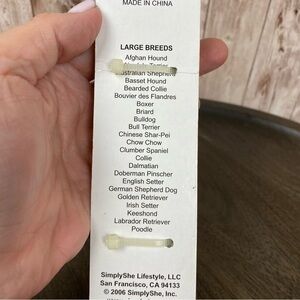 MADE IN CHINA
LARGE BREEDS
Afghan Hound
Terrier
Australian Shepherd
Basset Hound
Bearded Collie
Bouvier des Flandres
Boxer
Briard
Bulldog
Bull Terrier
Chinese Shar-Pei
Chow Chow
Clumber Spaniel
Collie
Dalmatian
Doberman Pinscher
English Setter
German Shepherd Dog
Golden Retriever
Irish Setter
Keeshond
Labrador Retriever
Poodle
SimplyShe Lifestyle, LLC
San Francisco, CA 94133
© 2006 SimplyShe, Inc.